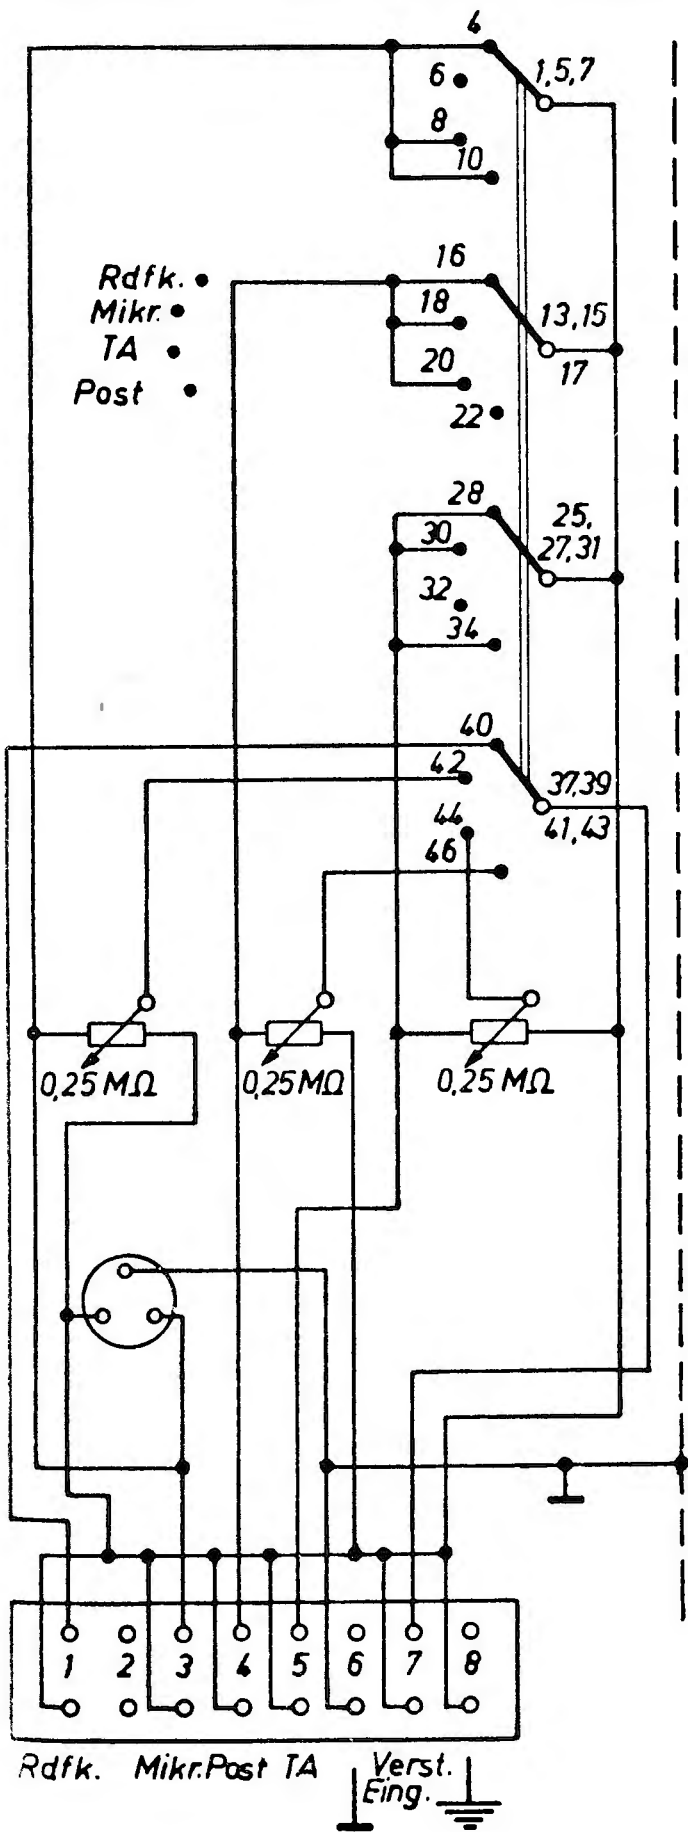 4
6
1,5,7
8
10
16
Rdfk.
Mikr.
18
13,15
TA
20
17
Post
22
28
25,
30
27,31
32
34
40
42
37,39
44
41,43
46
0,25 MΩ
0,25 MΩ
0,25 MΩ
1 2 3 4 5 6 7 8
Rdfk. Mikr. Post TA Verst.
Eing.